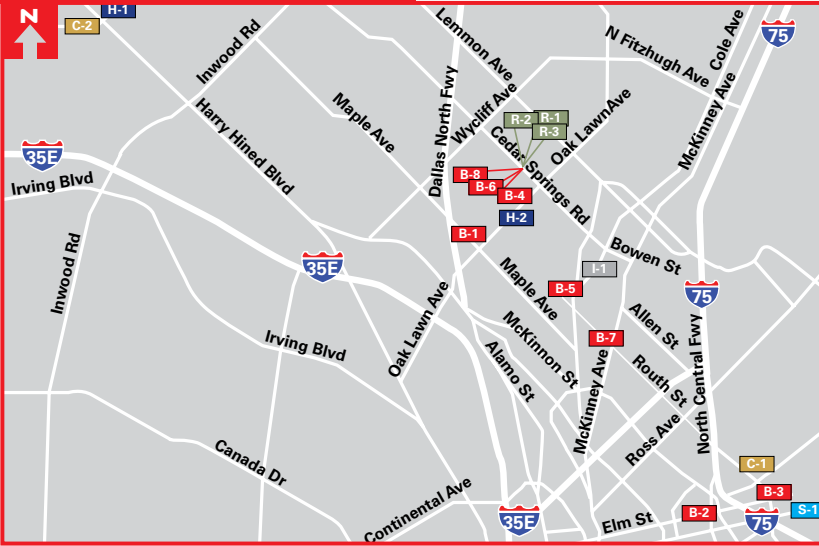 N
H-1
C-2
Inwood Rd
Lemmon Ave
N Fitzhugh Ave
Cole Ave
75
Harry Hined Blvd
Maple Ave
Dallas North Fwy
Wycliff Ave
R-2
R-1
R-3
Oak LawnAve
McKinney Ave
35E
Irving Blvd
Cedar Springs Rd
B-8
B-6
B-4
H-2
B-1
Inwood Rd
35E
Bowen St
I-1
Maple Ave
B-5
75
Oak Lawn Ave
Allen St
McKinnon St
Irving Blvd
B-7
Alamo St
McKinney Ave
Routh St
North Central Fwy
Ross Ave
Canada Dr
C-1
Continental Ave
B-3
S-1
35E
Elm St
B-2
75